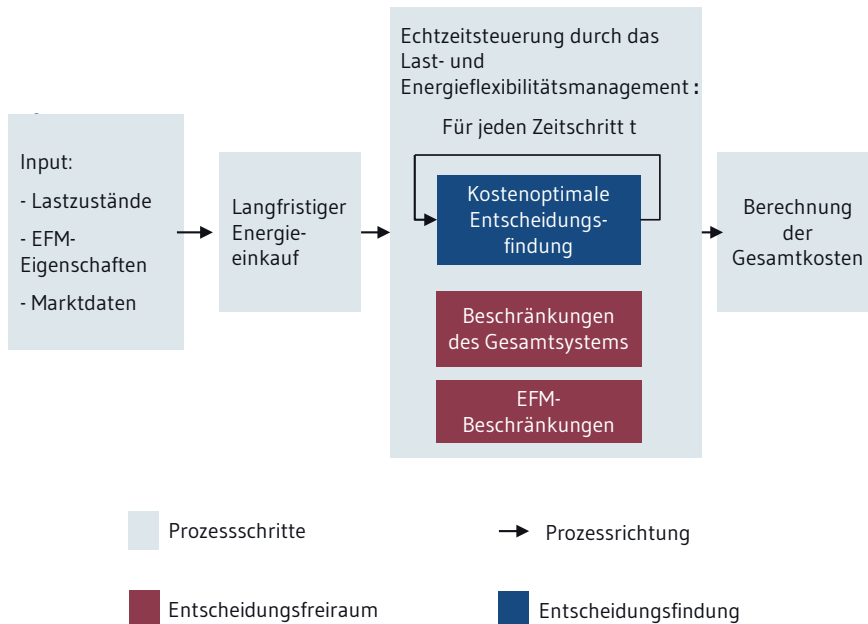 Input:
- Lastzustände
- EFM-
Eigenschaften
- Marktdaten
Langfristiger
Energie-
einkauf
Echtzeitsteuerung durch das
Last- und
Energieflexibilitätsmanagement :
Für jeden Zeitschritt t
Kostenoptimale
Entscheidungs-
findung
Beschränkungen
des Gesamtsystems
EFM-
Beschränkungen
Berechnung
der
Gesamtkosten
Prozessschritte
Prozessrichtung
Entscheidungsfreiraum
Entscheidungsfindung